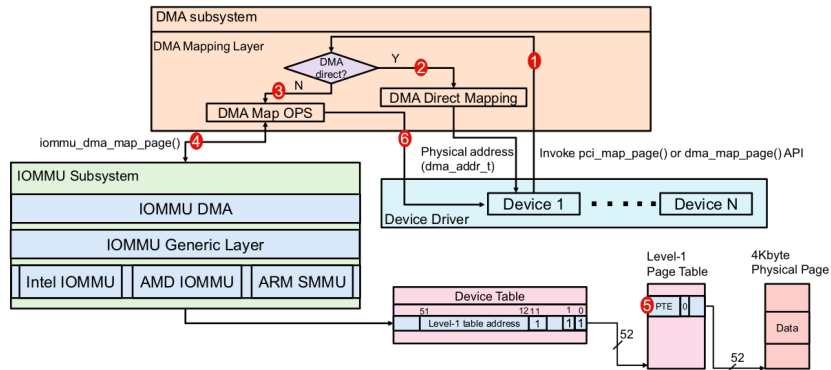 DMA subsystem
DMA Mapping Layer
DMA
direct?
Y
N
1
2
3
DMA Direct Mapping
DMA Map OPS
iommu_dma_map_page()
4
6
Physical address
(dma_addr_t)
Invoke pci_map_page() or dma_map_page() API
IOMMU Subsystem
IOMMU DMA
IOMMU Generic Layer
Intel IOMMU
AMD IOMMU
ARM SMMU
Device 1
Device N
Device Driver
Device Table
51
12 11
1
0
Level-1 table address
1
1
1
52
Level-1
Page Table
5
PTE
0
52
4Kbyte
Physical Page
Data